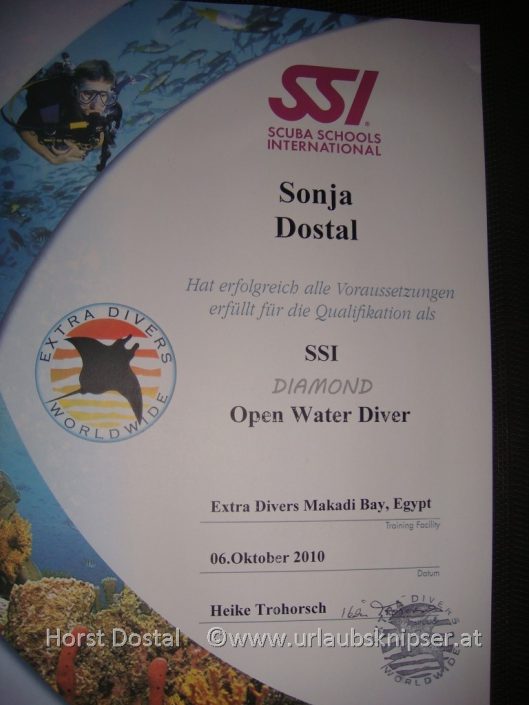 SSI
SCUBA SCHOOLS
INTERNATIONAL
Sonja
Dostal
Hat erfolgreich alle Voraussetzungen
erfüllt für die Qualifikation als
EXTRA DIVERS
WORLDWIDE
SSI
DIAMOND
Open Water Diver
Extra Divers Makadi Bay, Egypt
Training Facility
06.Oktober 2010
Datum
Heike Trohorsch
DIVERS
WORLDWIDE
Horst Dostal ©www.urlaubsknipser.at